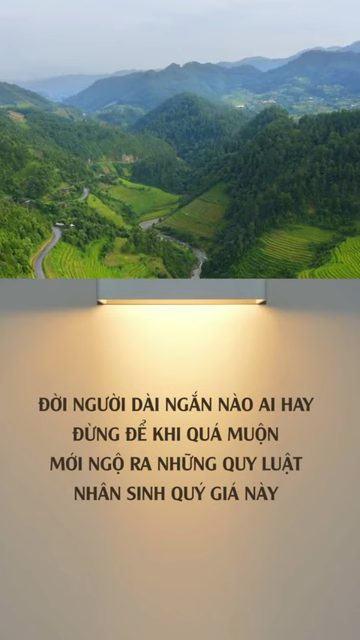 ĐỜI NGƯỜI DÀI NGẮN NÀO AI HAY
ĐỪNG ĐỂ KHI QUÁ MUỘN
MỚI NGỘ RA NHỮNG QUY LUẬT
NHÂN SINH QUÝ GIÁ NÀY